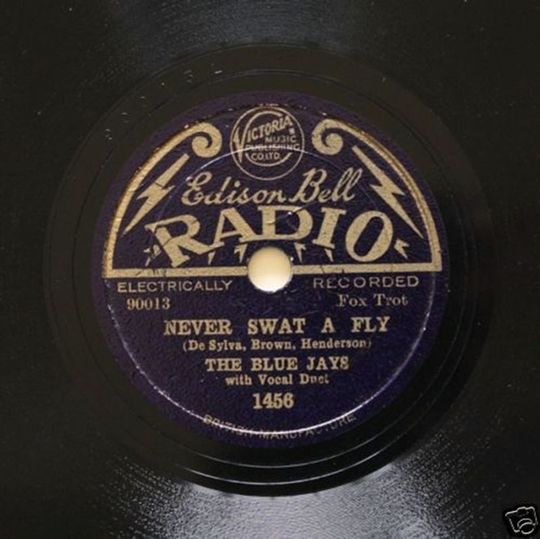 VICTORIA
MUSIC
PUBLISHING
CO. LTD.
Edison Bell
RADIO
ELECTRICALLY RECORDED
90013 Fox Trot
NEVER SWAT A FLY
(De Sylva, Brown, Henderson)
THE BLUE JAYS
with Vocal Duet
1456
BRITISH MANUFACTURE